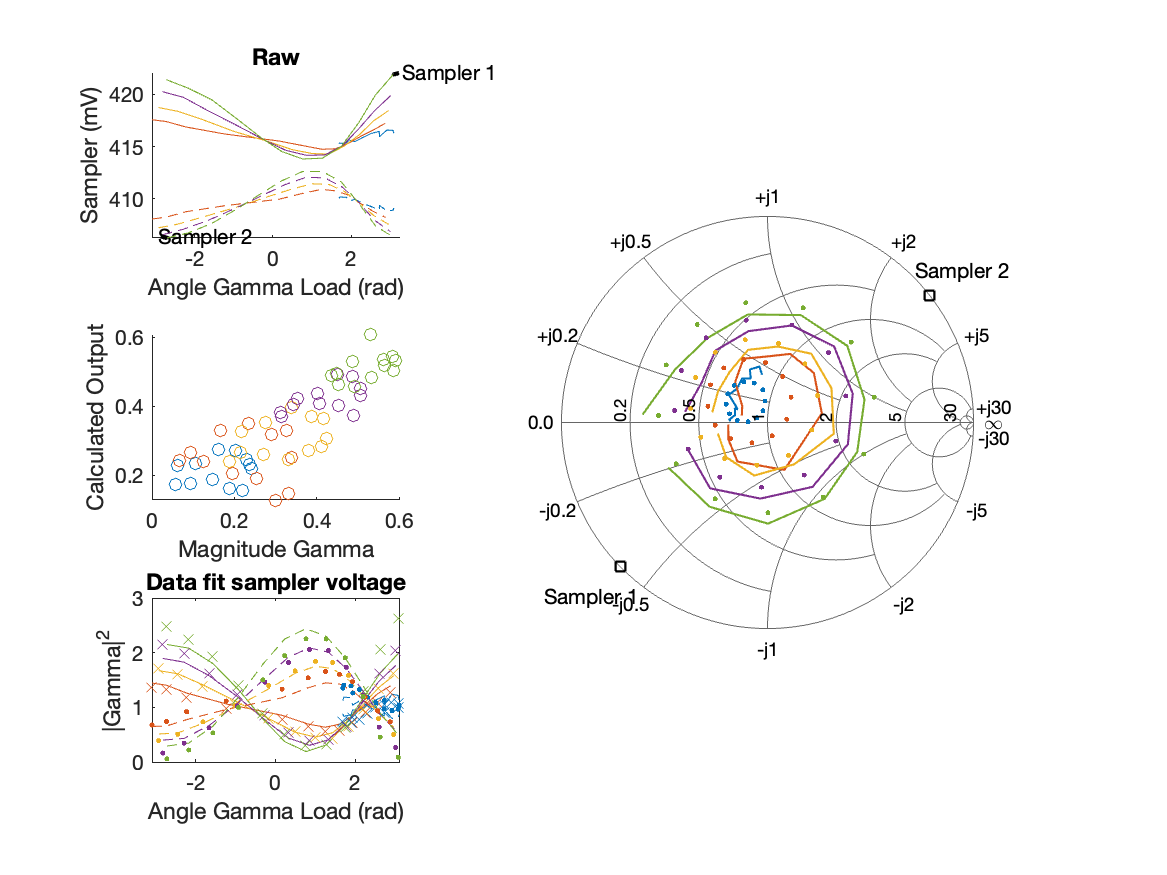 Raw
Sampler 1
Sampler (mV)
420
415
410
Sampler 2
-2 0 2
Angle Gamma Load (rad)
Calculated Output
0.6
0.4
0.2
0 0.2 0.4 0.6
Magnitude Gamma
Data fit sampler voltage
|Gamma|²
3
2
1
0
-2 0 2
Angle Gamma Load (rad)
+j1
+j0.5
+j2
Sampler 2
+j0.2
+j5
0.0
0.2
0.5
1
2
5
30
+j30
∞
-j30
-j0.2
-j5
Sampler 1
-j0.5
-j2
-j1